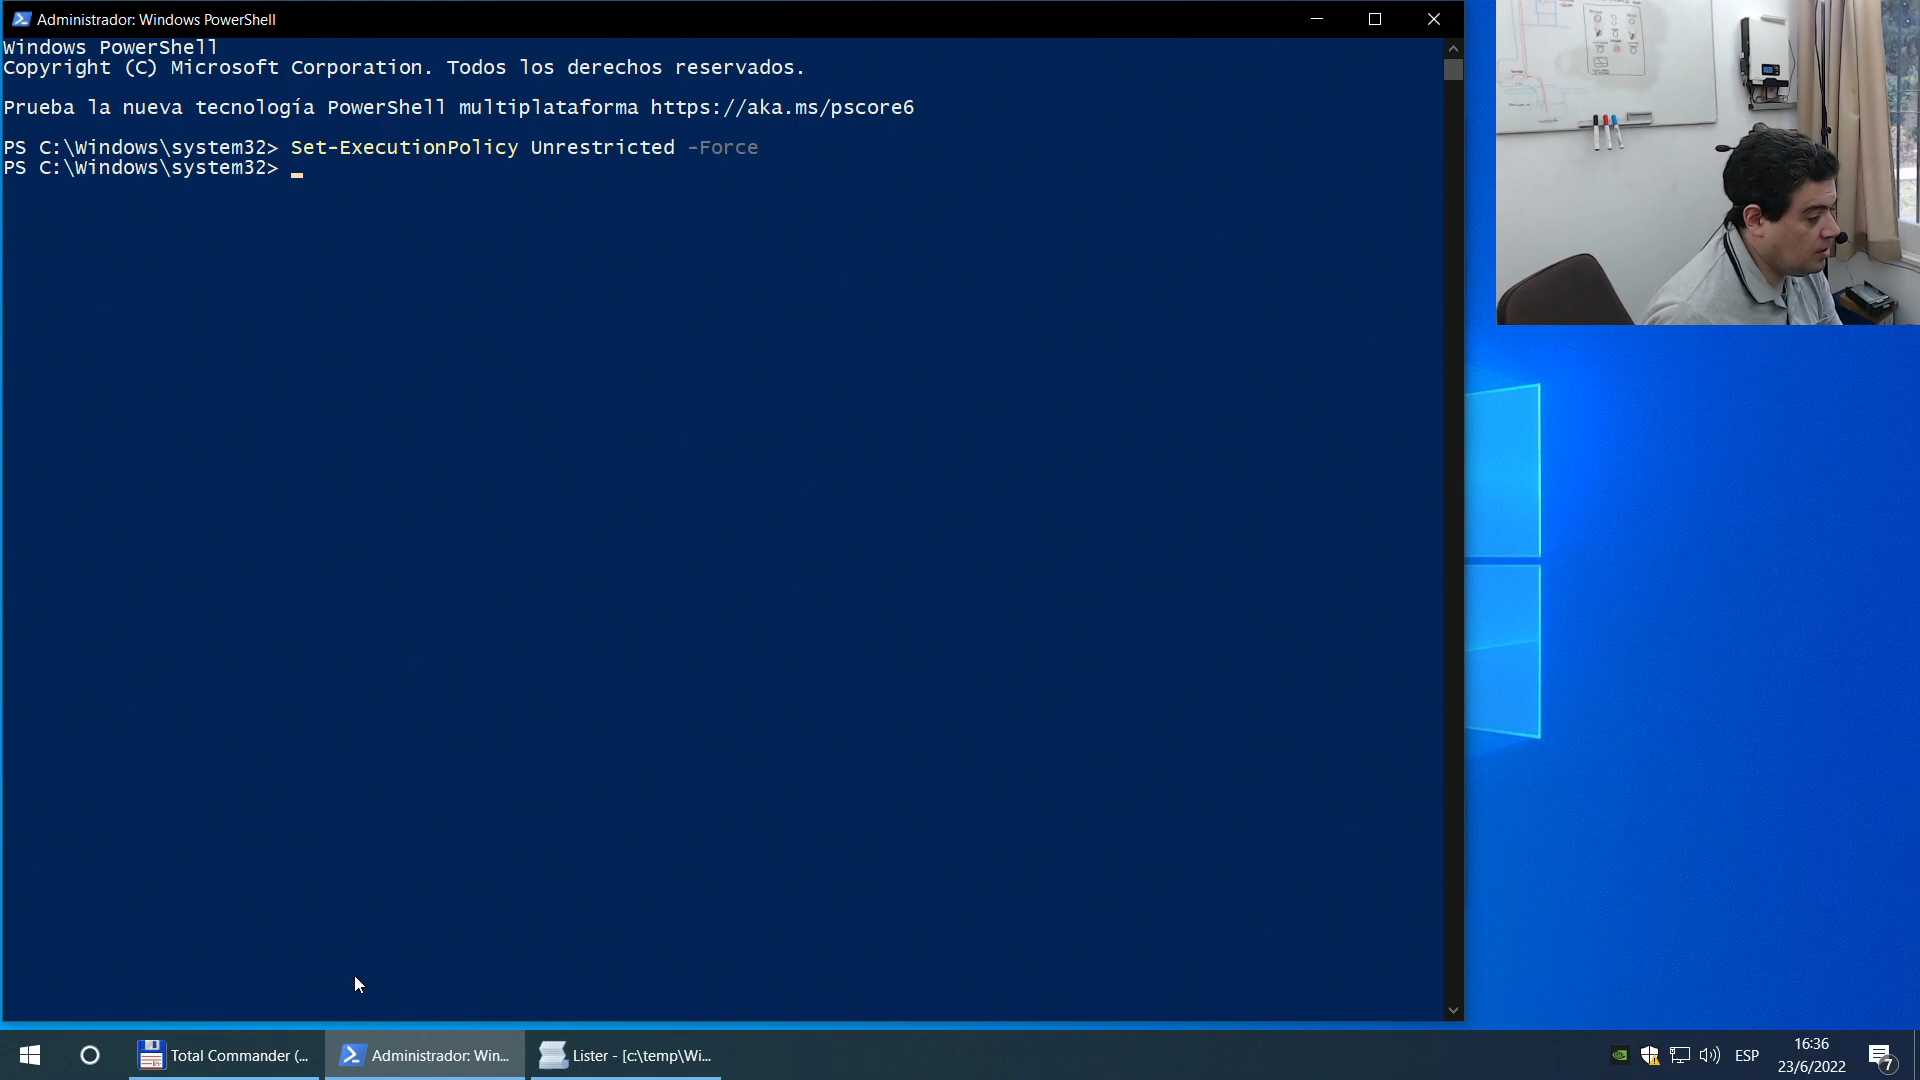 Administrador: Windows PowerShell
Windows PowerShell
Copyright (C) Microsoft Corporation. Todos los derechos reservados.
Prueba la nueva tecnología PowerShell multiplataforma https://aka.ms/pscore6
PS C:\Windows\system32> Set-ExecutionPolicy Unrestricted -Force
PS C:\Windows\system32>
Total Commander (...
Administrador: Win...
Lister - [c:\temp\Wi...
ESP
16:36
23/6/2022
7